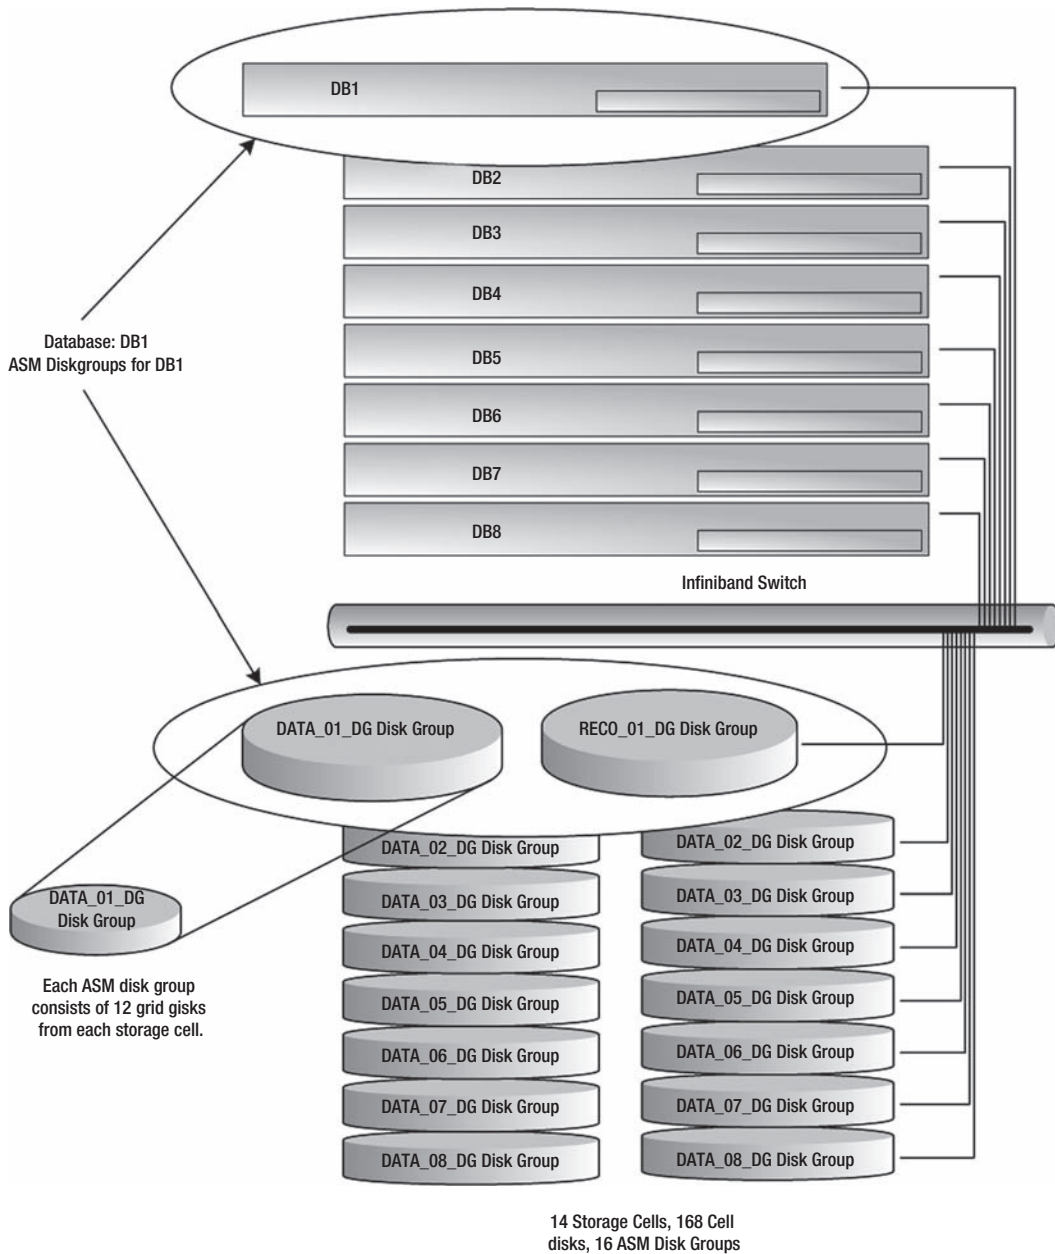 DB1
DB2
DB3
DB4
DB5
DB6
DB7
DB8
Database: DB1
ASM Diskgroups for DB1
Infiniband Switch
DATA_01_DG Disk Group
RECO_01_DG Disk Group
DATA_02_DG Disk Group
DATA_02_DG Disk Group
DATA_03_DG Disk Group
DATA_03_DG Disk Group
DATA_04_DG Disk Group
DATA_04_DG Disk Group
DATA_05_DG Disk Group
DATA_05_DG Disk Group
DATA_06_DG Disk Group
DATA_06_DG Disk Group
DATA_07_DG Disk Group
DATA_07_DG Disk Group
DATA_08_DG Disk Group
DATA_08_DG Disk Group
DATA_01_DG
Disk Group
Each ASM disk group
consists of 12 grid gisks
from each storage cell.
14 Storage Cells, 168 Cell
disks, 16 ASM Disk Groups